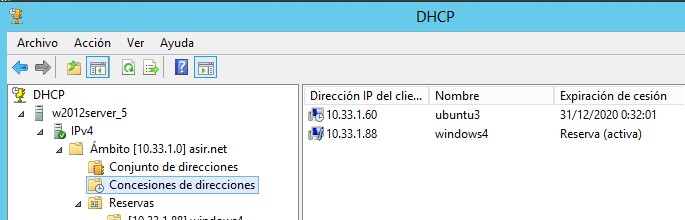 DHCP
Archivo Acción Ver Ayuda
DHCP
w2012server_5
IPv4
Ámbito [10.33.1.0] asir.net
Conjunto de direcciones
Concesiones de direcciones
Reservas
[10.33.1.88] windows4
Dirección IP del clie... Nombre Expiración de cesión
10.33.1.60 ubuntu3 31/12/2020 0:32:01
10.33.1.88 windows4 Reserva (activa)